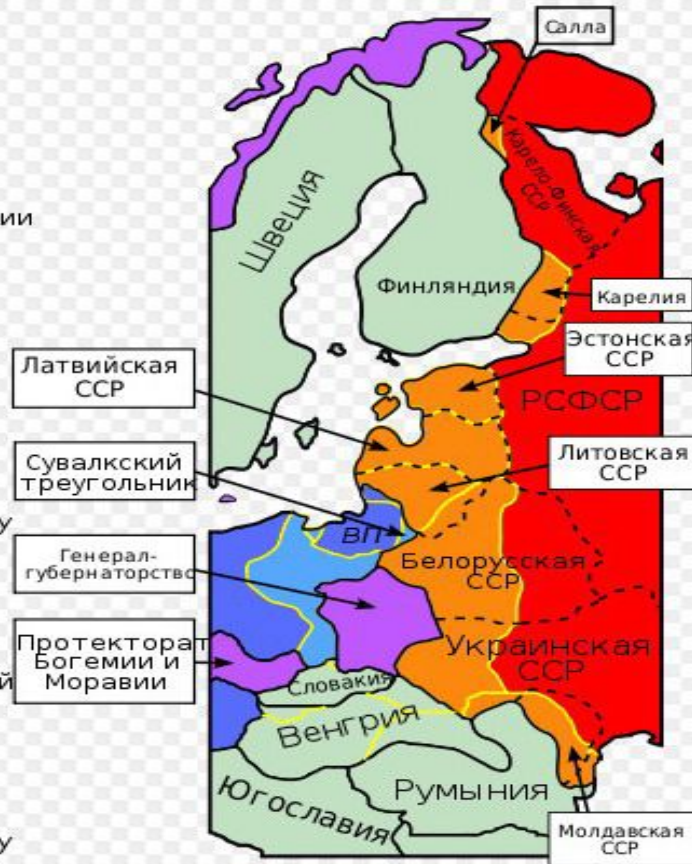 Салла
Карело-Финская
ССР
ии
Швеция
Финляндия
Карелия
Эстонская
ССР
Латвийская
ССР
РСФСР
Сувалкский
треугольник
Литовская
ССР
у
ВП
Генерал-
губернаторство
Белорусская
ССР
Протекторат
Богемии и
Моравии
Украинская
ССР
й
Словакия
Венгрия
Румыния
Югославия
Молдавская
ССР
у